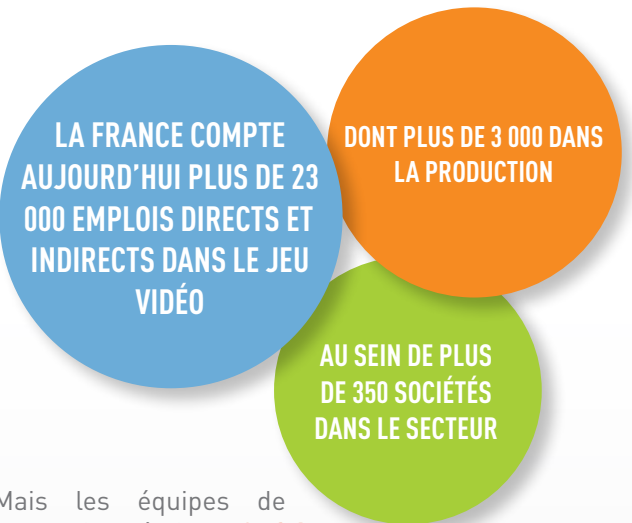 LA FRANCE COMPTE
AUJOURD'HUI PLUS DE 23
000 EMPLOIS DIRECTS ET
INDIRECTS DANS LE JEU
VIDÉO
DONT PLUS DE 3 000 DANS
LA PRODUCTION
AU SEIN DE PLUS
DE 350 SOCIÉTÉS
DANS LE SECTEUR
Mais les équipes de